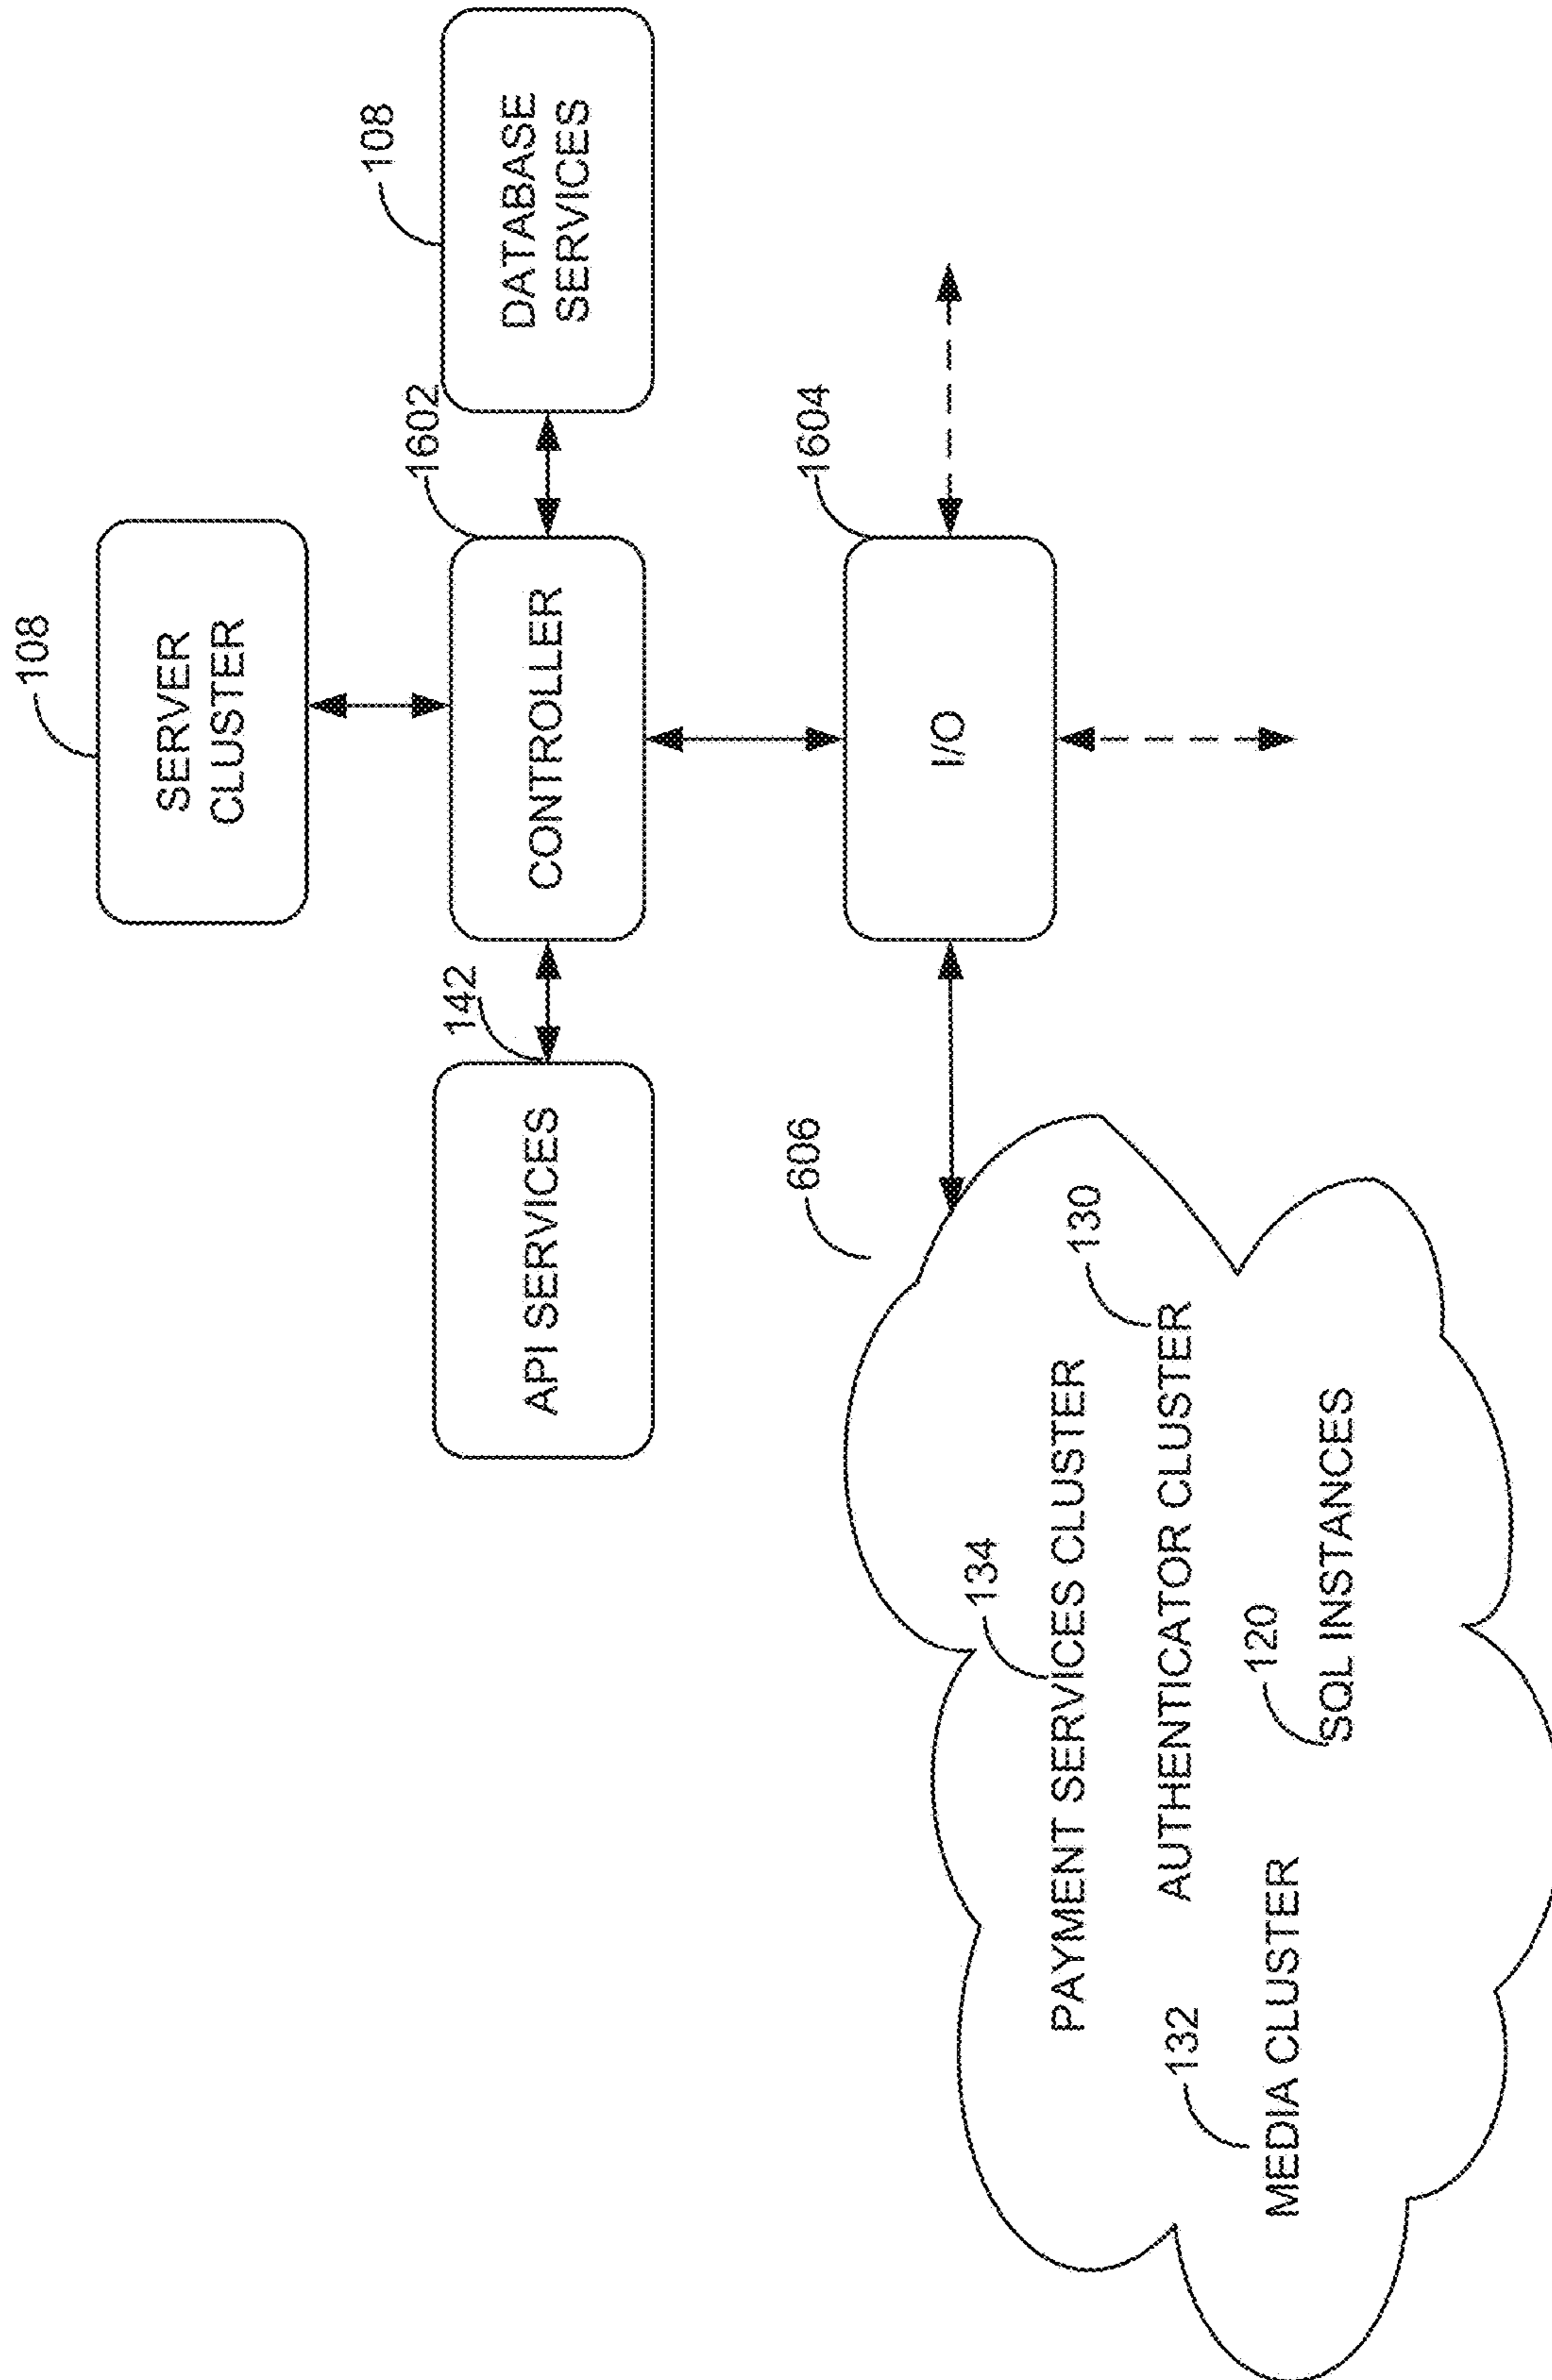 108
SERVER
CLUSTER
142
API SERVICES
1602
CONTROLLER
108
DATABASE
SERVICES
606
1604
I/O
134
PAYMENT SERVICES CLUSTER
130
AUTHENTICATOR CLUSTER
132
MEDIA CLUSTER
120
SQL INSTANCES